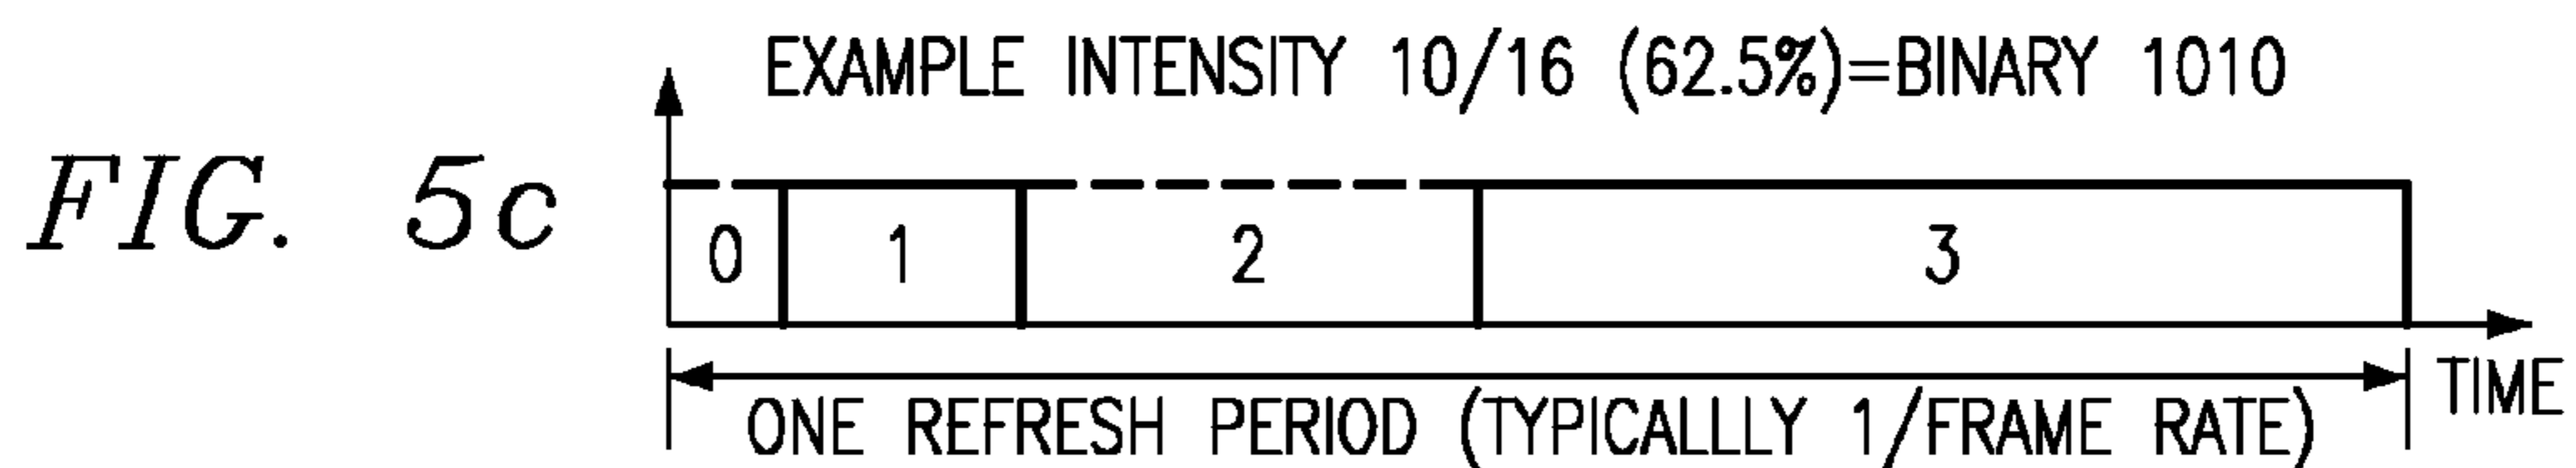 EXAMPLE INTENSITY 10/16 (62.5%)=BINARY 1010
FIG. 5c
0 1 2 3
TIME
ONE REFRESH PERIOD (TYPICALLLY 1/FRAME RATE)